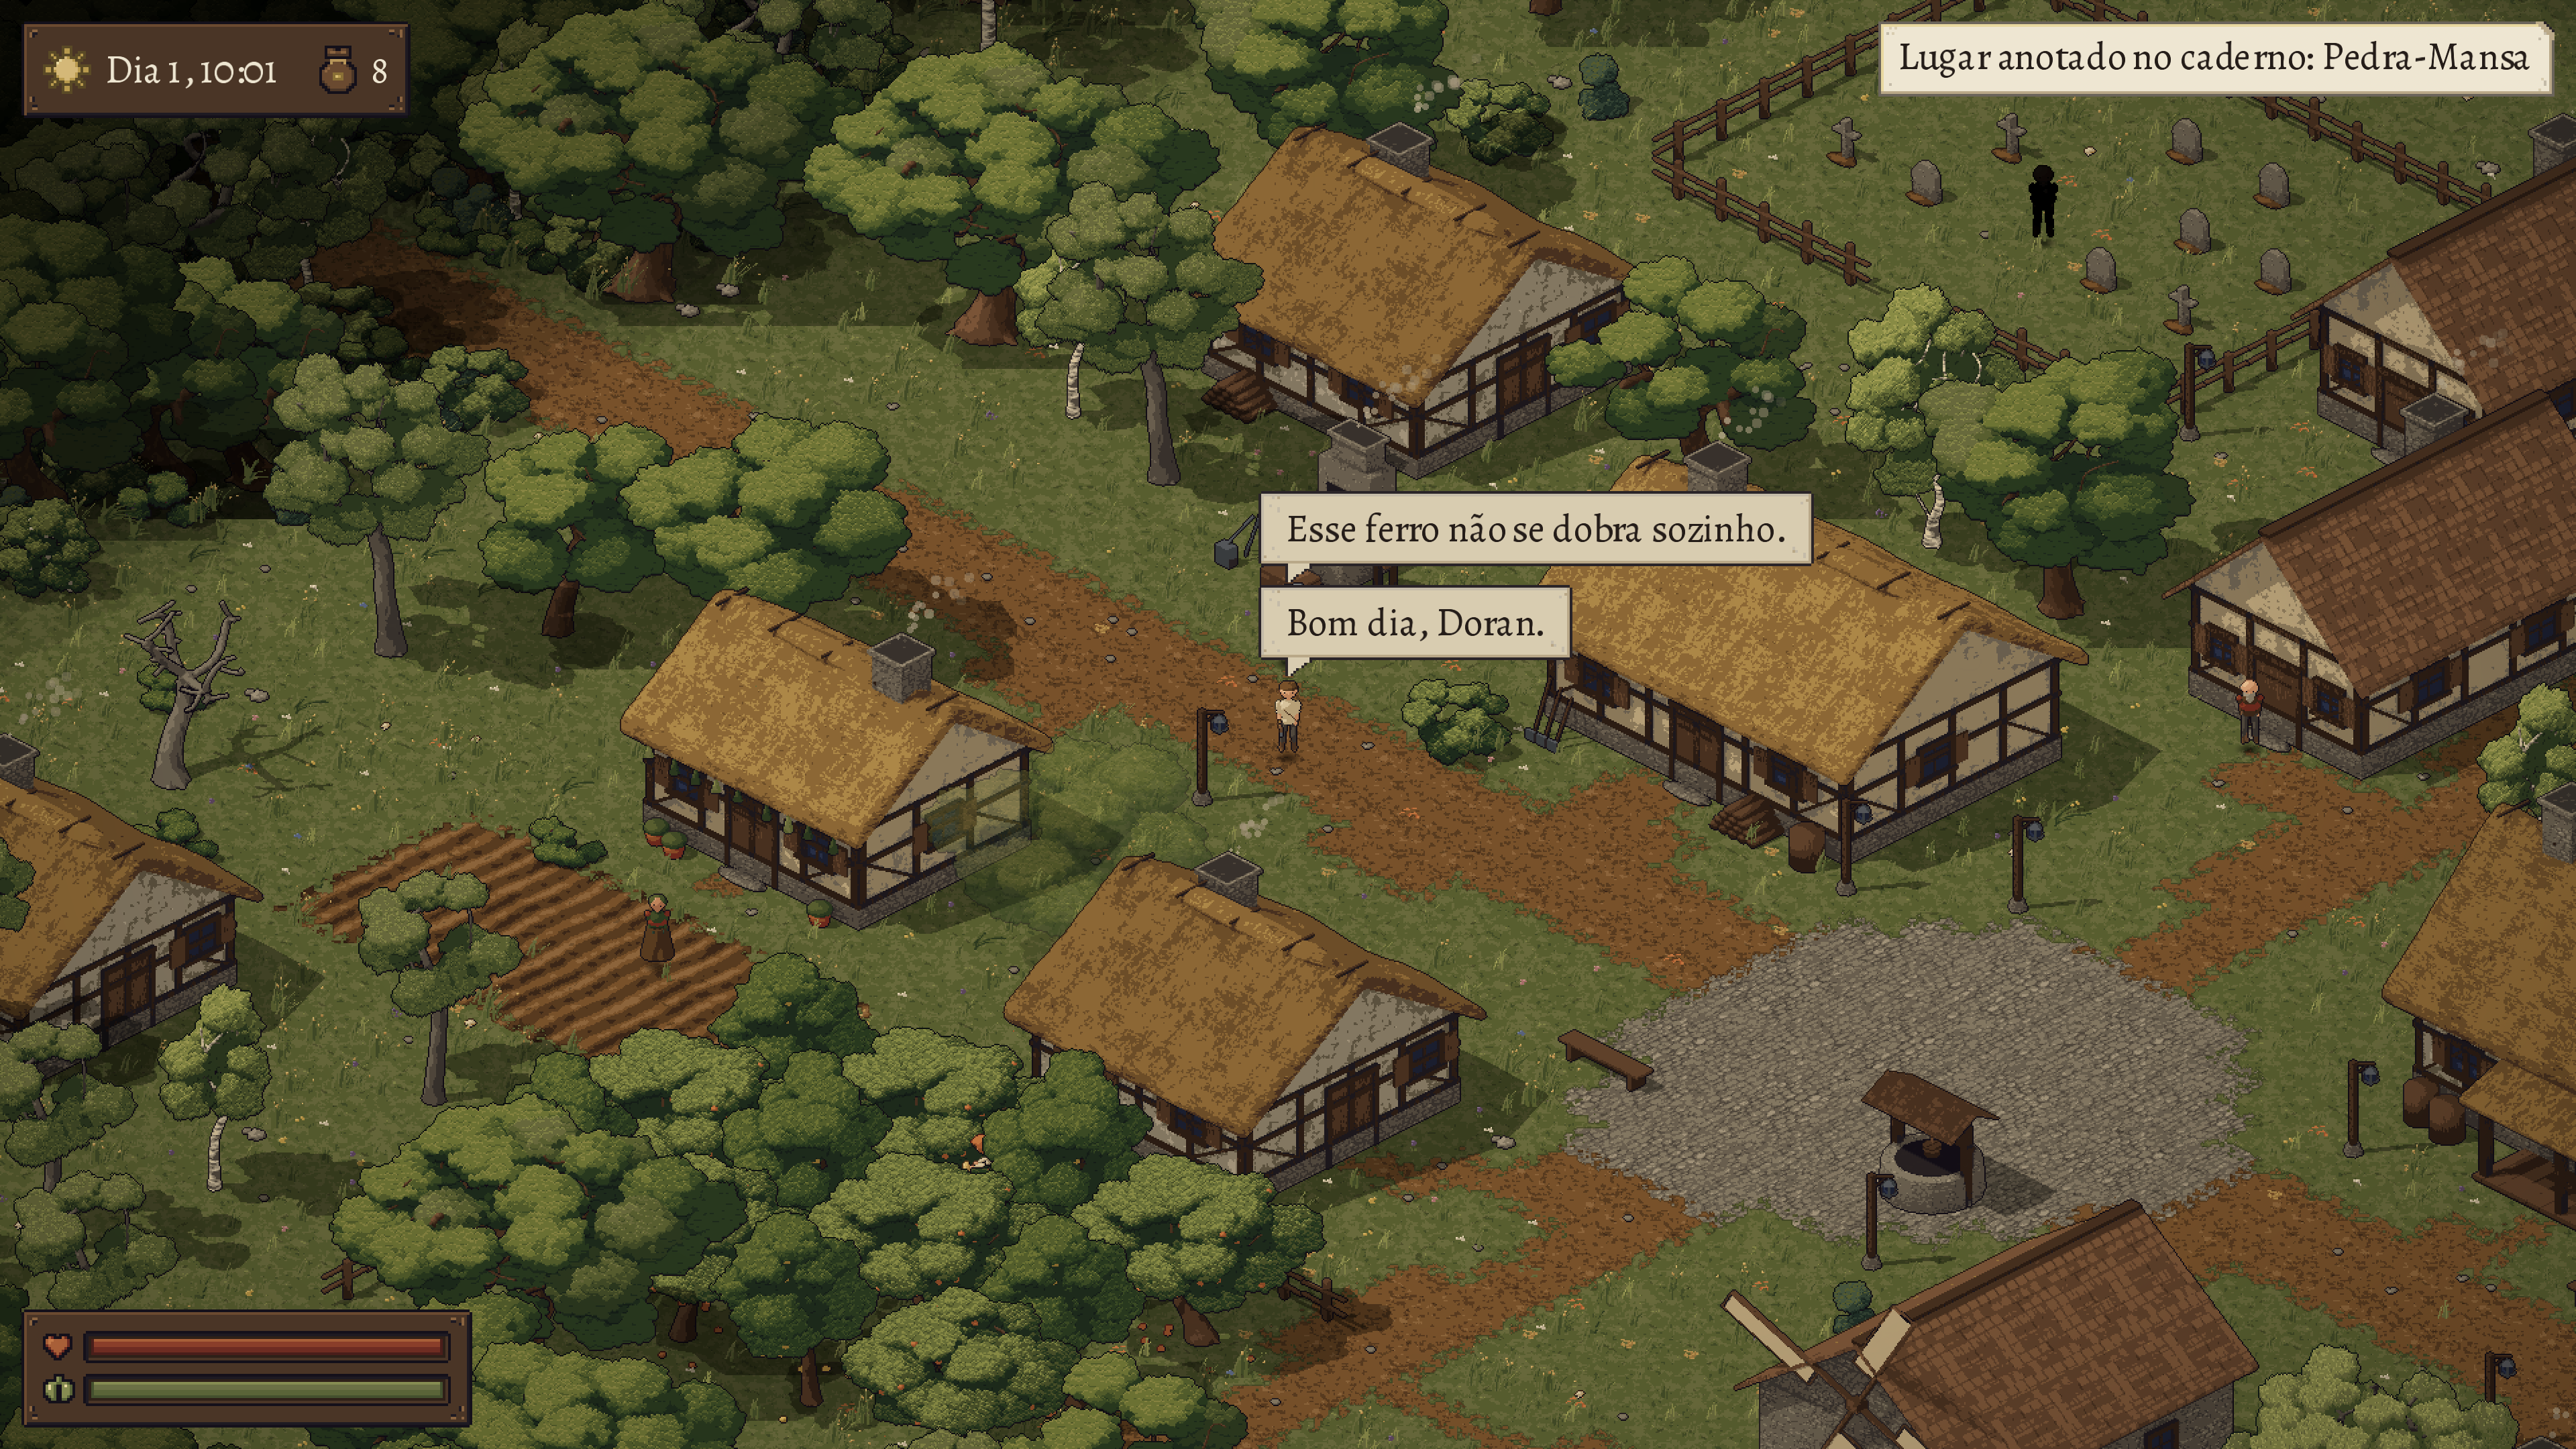 Dia 1, 10:01
8
Lugar anotado no caderno: Pedra-Mansa
Esse ferro não se dobra sozinho.
Bom dia, Doran.